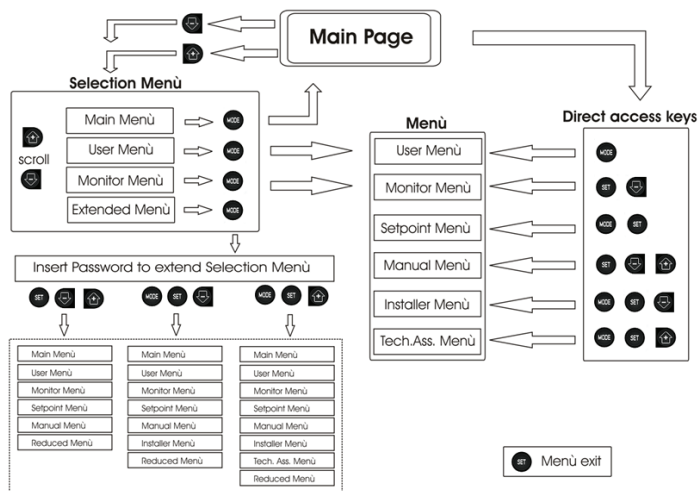 Main Page
Selection Menù
Main Menù
MODE
User Menù
MODE
scroll
Monitor Menù
MODE
Extended Menù
MODE
Insert Password to extend Selection Menù
SET
MODE SET
MODE SET
Main Menù
User Menù
Monitor Menù
Setpoint Menù
Manual Menù
Reduced Menù
Main Menù
User Menù
Monitor Menù
Setpoint Menù
Manual Menù
Installer Menù
Reduced Menù
Main Menù
User Menù
Monitor Menù
Setpoint Menù
Manual Menù
Installer Menù
Tech. Ass. Menù
Reduced Menù
Menù
User Menù
Monitor Menù
Setpoint Menù
Manual Menù
Installer Menù
Tech.Ass. Menù
Direct access keys
MODE
SET
MODE SET
SET
MODE SET
MODE SET
SET Menù exit